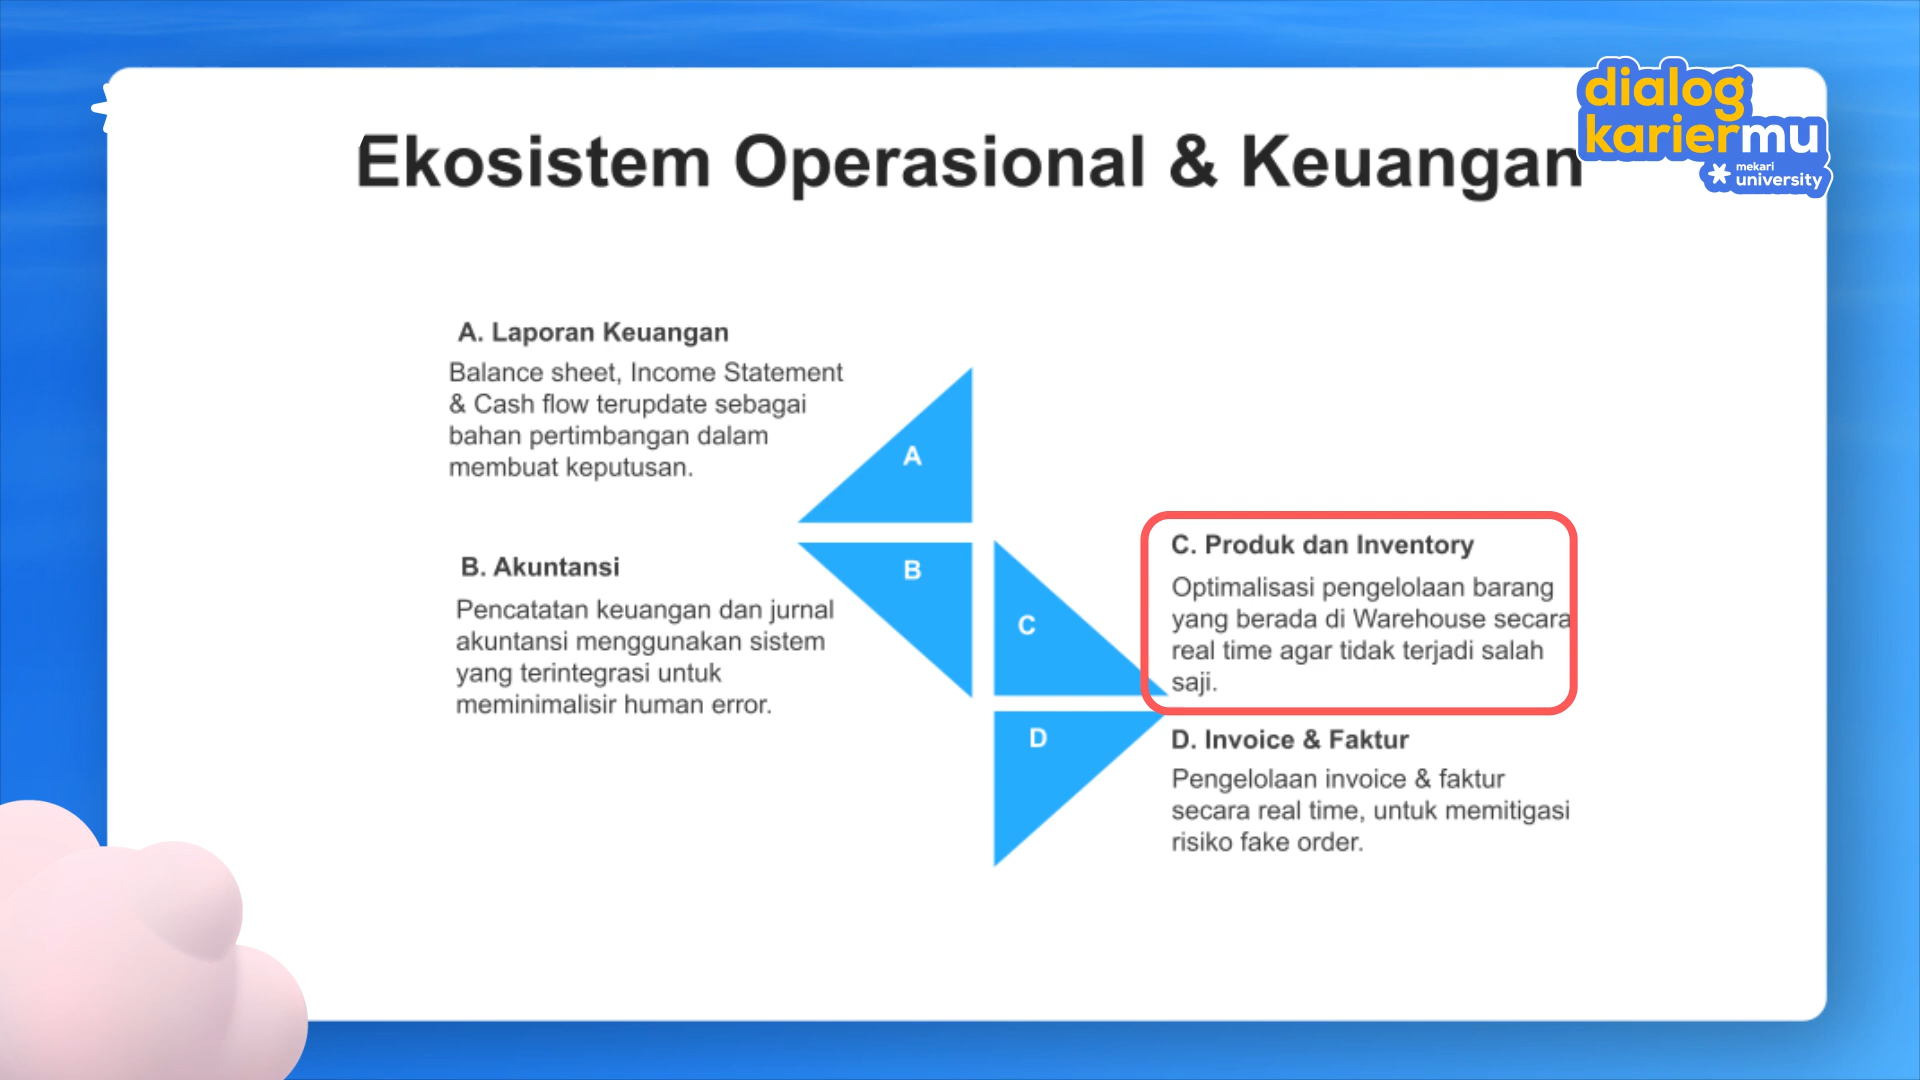 dialog
kariermu
mekari
university
Ekosistem Operasional & Keuangan
A. Laporan Keuangan
Balance sheet, Income Statement
& Cash flow terupdate sebagai
bahan pertimbangan dalam
membuat keputusan.
A
B. Akuntansi
Pencatatan keuangan dan jurnal
akuntansi menggunakan sistem
yang terintegrasi untuk
meminimalisir human error.
B
C
C. Produk dan Inventory
Optimalisasi pengelolaan barang
yang berada di Warehouse secara
real time agar tidak terjadi salah
saji.
D
D. Invoice & Faktur
Pengelolaan invoice & faktur
secara real time, untuk memitigasi
risiko fake order.